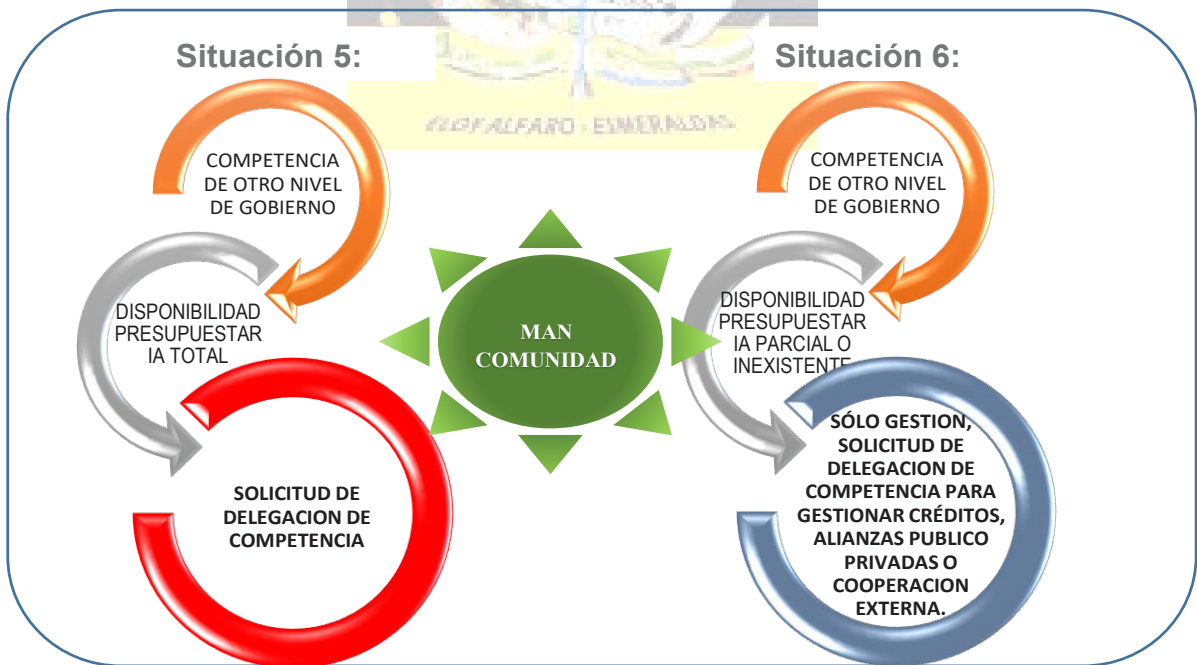 Situación 5:
COMPETENCIA
DE OTRO NIVEL
DE GOBIERNO
DISPONIBILIDAD
PRESUPUESTAR
IA TOTAL
SOLICITUD DE
DELEGACION DE
COMPETENCIA
MAN
COMUNIDAD
Situación 6:
COMPETENCIA
DE OTRO NIVEL
DE GOBIERNO
DISPONIBILIDAD
PRESUPUESTAR
IA PARCIAL O
INEXISTENTE
SÓLO GESTION,
SOLICITUD DE
DELEGACION DE
COMPETENCIA PARA
GESTIONAR CRÉDITOS,
ALIANZAS PUBLICO
PRIVADAS O
COOPERACION
EXTERNA.
ELOY ALFARO - ESMERALDAS